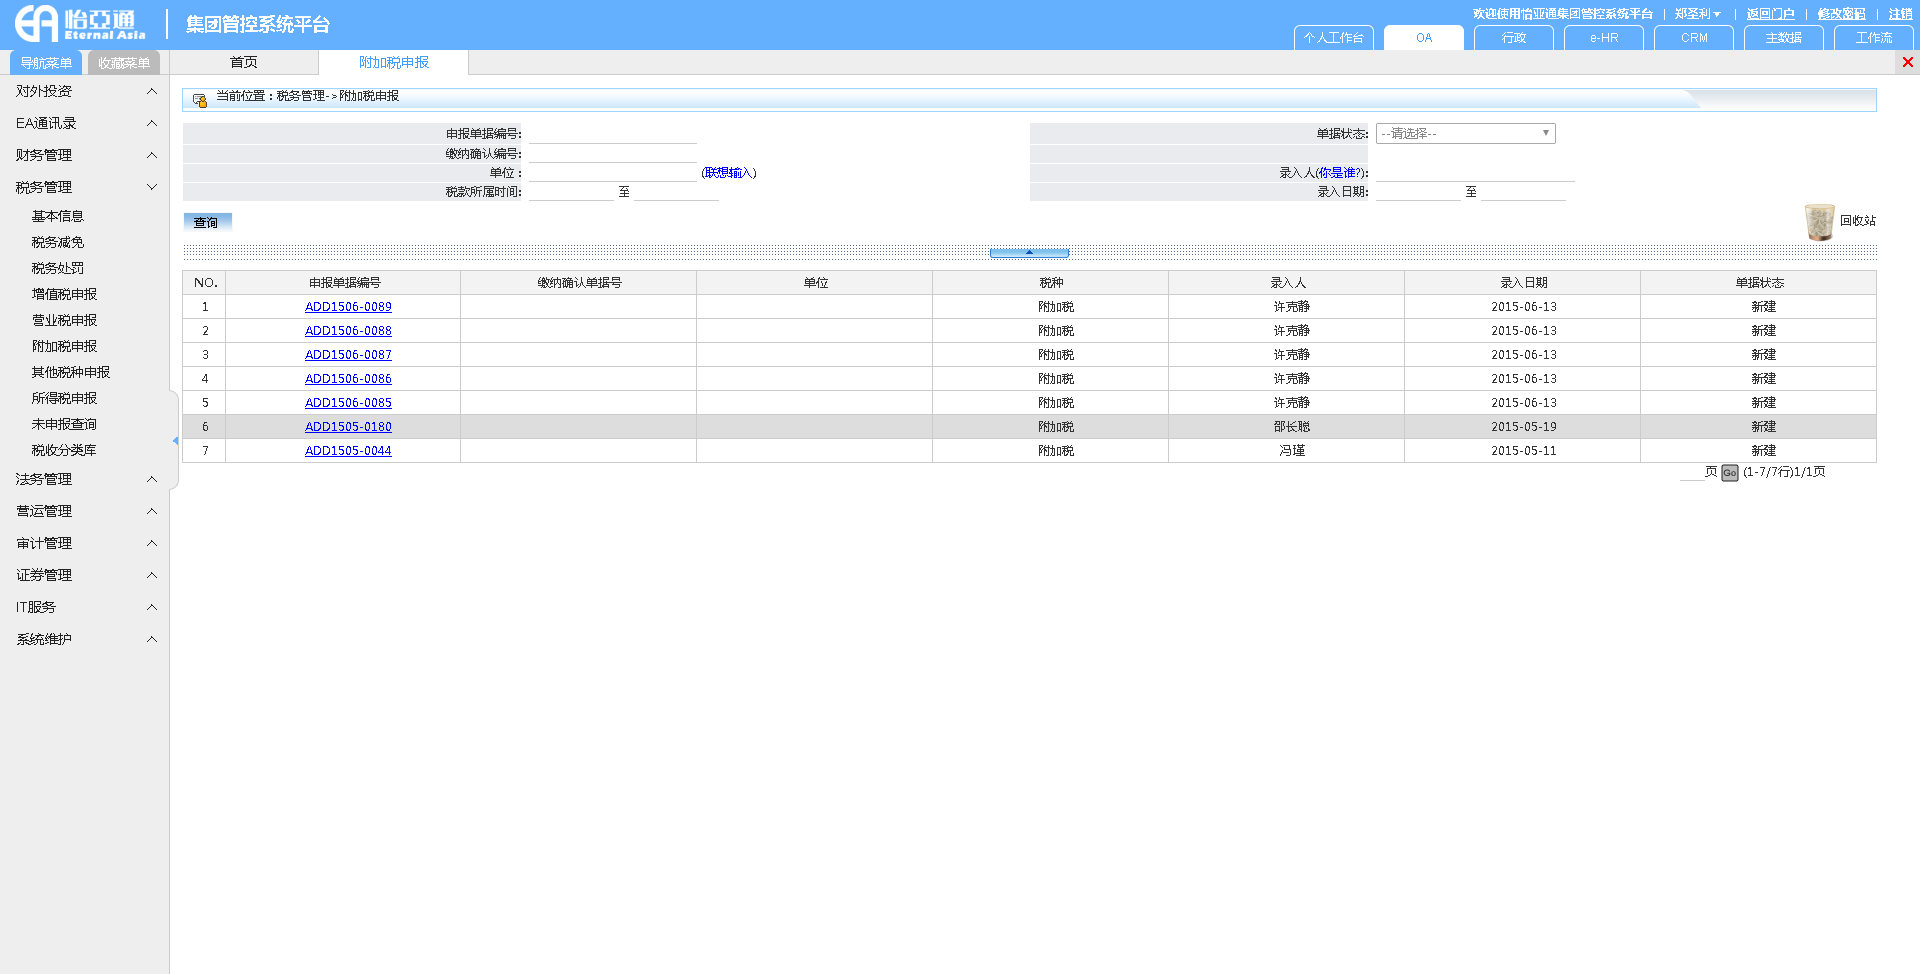 怡亞通
Eternal Asia
集团管控系统平台
欢迎使用怡亚通集团管控系统平台 | 郑圣利▼ | 返回门户 | 修改密码 | 注销
个人工作台 OA 行政 e-HR CRM 主数据 工作流
导航菜单 收藏菜单 首页 附加税申报
对外投资
EA通讯录
财务管理
税务管理
基本信息
税务减免
税务处罚
增值税申报
营业税申报
附加税申报
其他税种申报
所得税申报
未申报查询
税收分类库
法务管理
营运管理
审计管理
证券管理
IT服务
系统维护
当前位置：税务管理->附加税申报
申报单据编号: 单据状态: --请选择--
缴纳确认编号:
单位： (联想输入) 录入人(你是谁?):
税款所属时间: 至 录入日期: 至
查询 回收站
NO. 申报单据编号 缴纳确认单据号 单位 税种 录入人 录入日期 单据状态
1 ADD1506-0089 附加税 许克静 2015-06-13 新建
2 ADD1506-0088 附加税 许克静 2015-06-13 新建
3 ADD1506-0087 附加税 许克静 2015-06-13 新建
4 ADD1506-0086 附加税 许克静 2015-06-13 新建
5 ADD1506-0085 附加税 许克静 2015-06-13 新建
6 ADD1505-0180 附加税 邵长聪 2015-05-19 新建
7 ADD1505-0044 附加税 冯瑾 2015-05-11 新建
页 Go (1-7/7行)1/1页